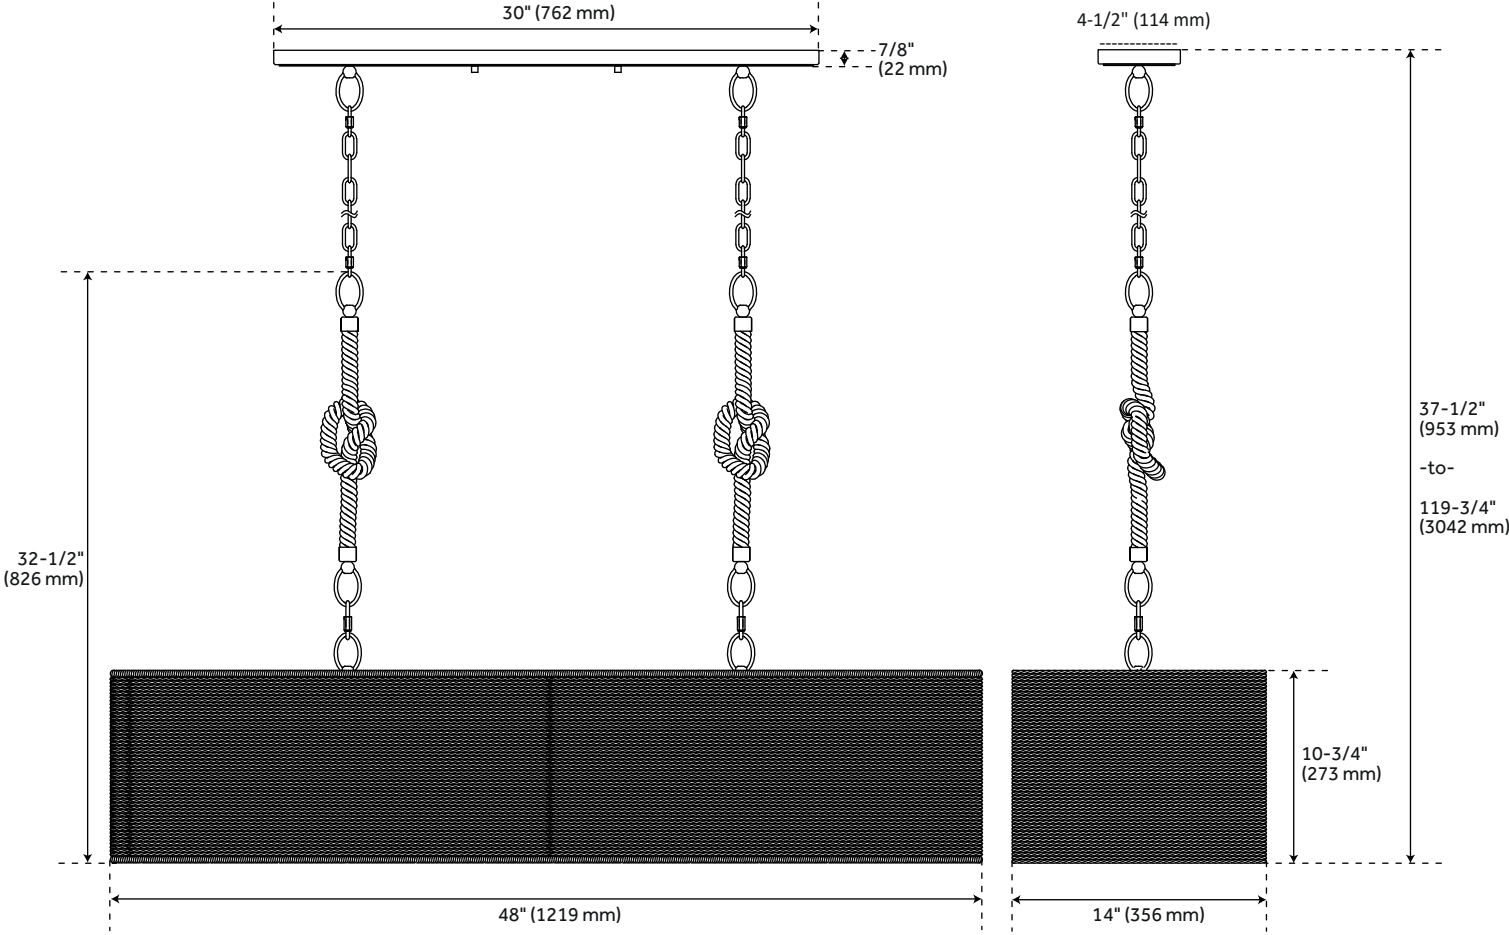 30" (762 mm)
4-1/2" (114 mm)
7/8"
(22 mm)
37-1/2"
(953 mm)
-to-
119-3/4"
(3042 mm)
32-1/2"
(826 mm)
10-3/4"
(273 mm)
48" (1219 mm)
14" (356 mm)